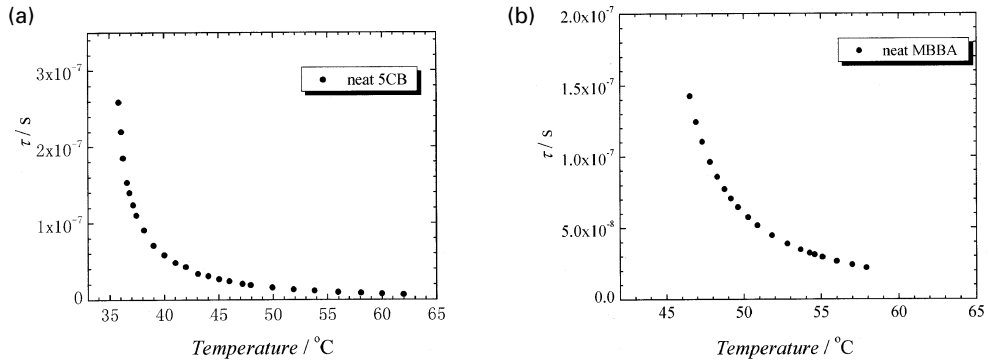 (a)
neat 5CB
3x10⁻⁷
2x10⁻⁷
1x10⁻⁷
0
τ / s
35 40 45 50 55 60 65
Temperature / °C
(b)
neat MBBA
2.0x10⁻⁷
1.5x10⁻⁷
1.0x10⁻⁷
5.0x10⁻⁸
0.0
τ / s
45 50 55 60 65
Temperature / °C